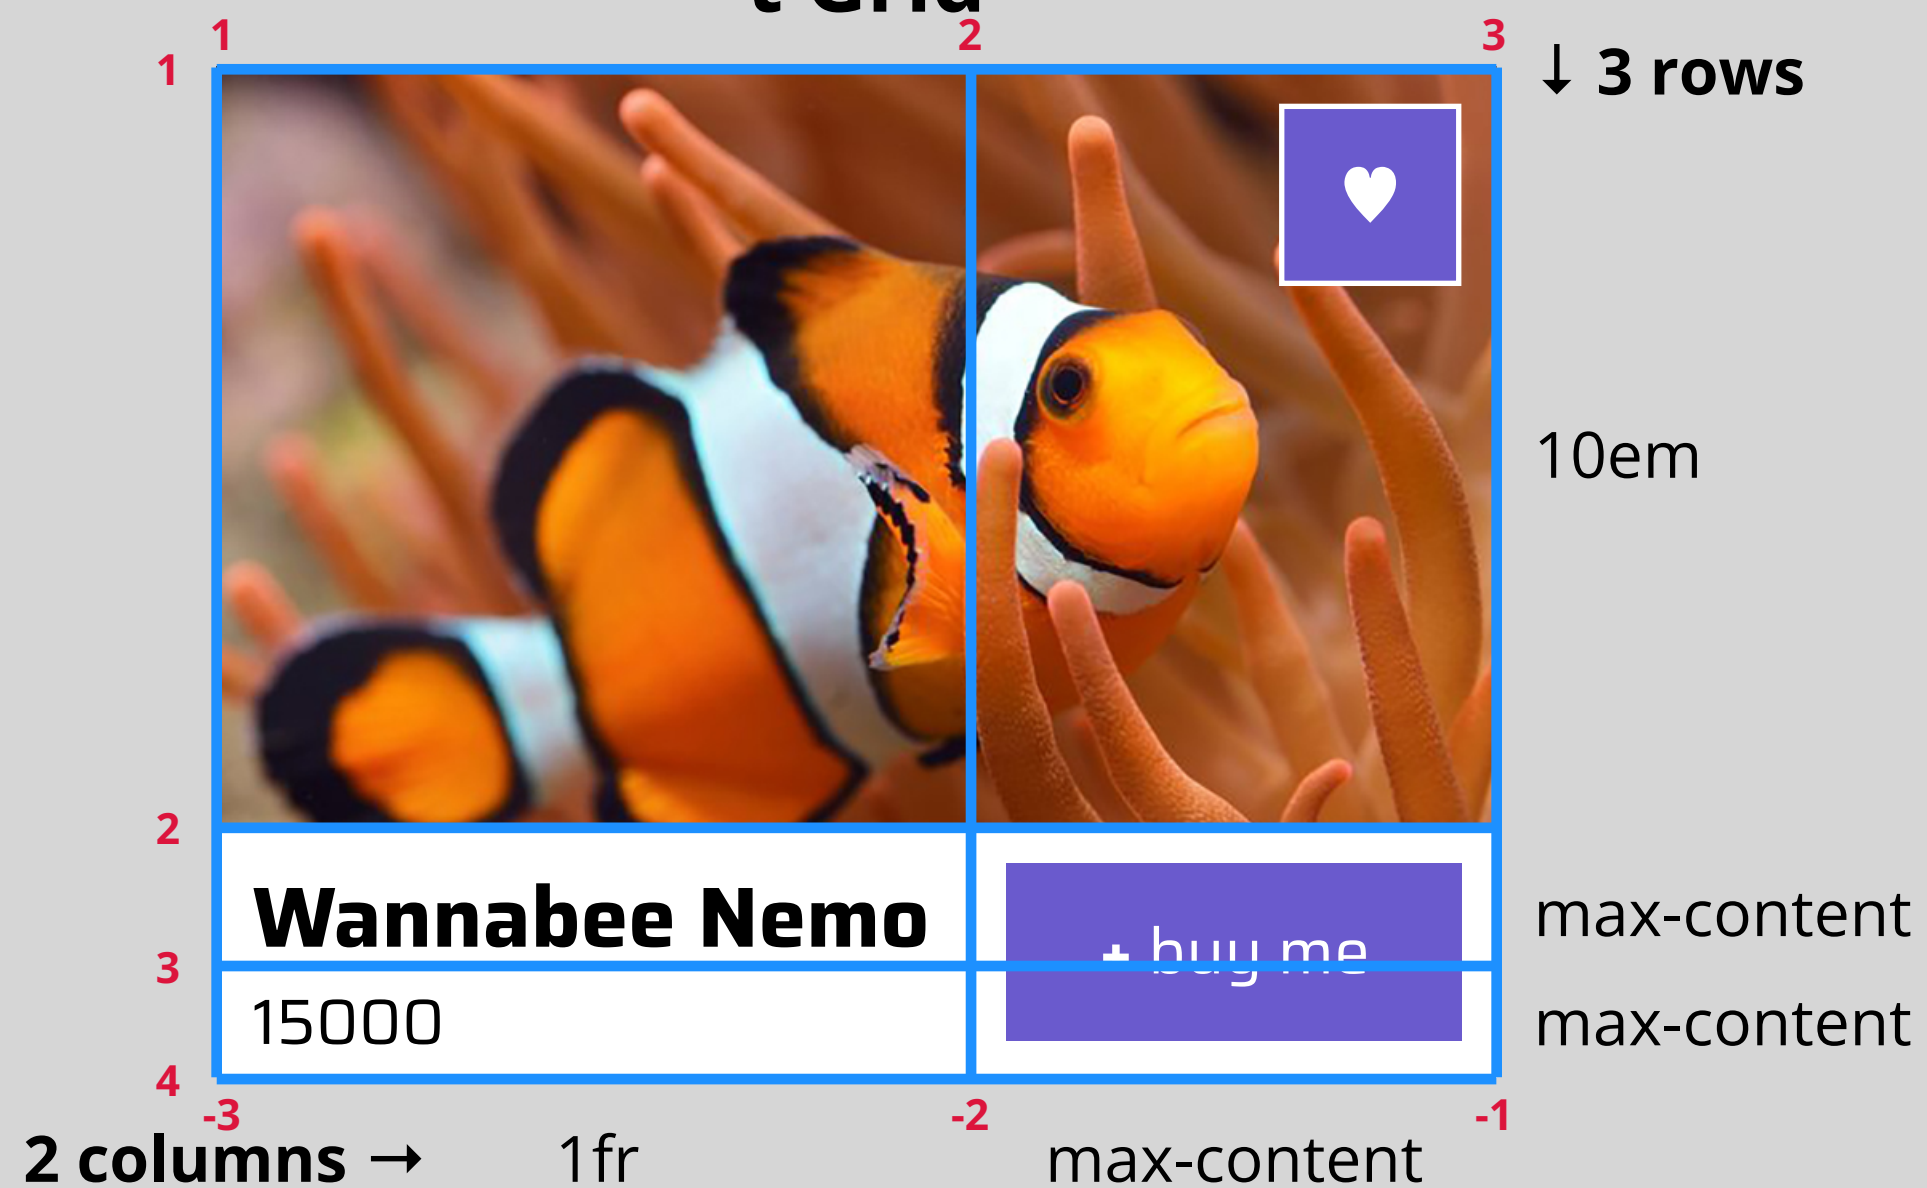 t Grid
1 2 3
1
↓ 3 rows
10em
2
Wannabee Nemo
+ buy me
max-content
3
15000
max-content
4
-3 -2 -1
2 columns → 1fr max-content